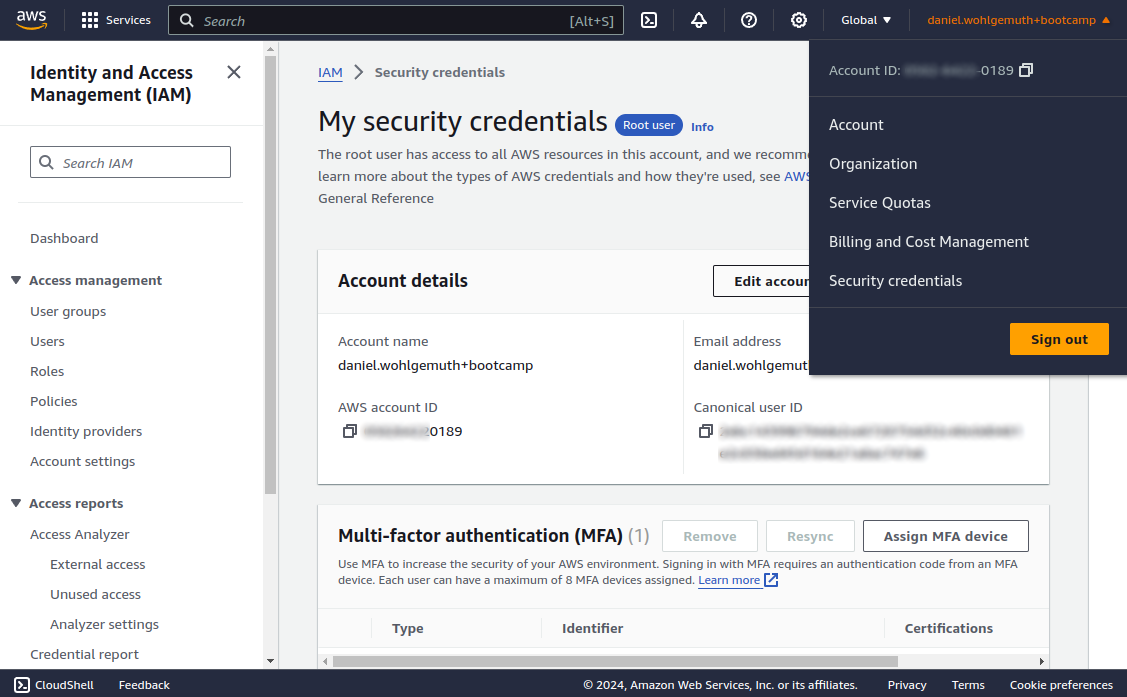 aws
Services
Search
[Alt+S]
Global
daniel.wohlgemuth+bootcamp
Identity and Access
Management (IAM)
Search IAM
Dashboard
Access management
User groups
Users
Roles
Policies
Identity providers
Account settings
Access reports
Access Analyzer
External access
Unused access
Analyzer settings
Credential report
IAM
Security credentials
My security credentials
Root user
Info
The root user has access to all AWS resources in this account, and we recomm
learn more about the types of AWS credentials and how they're used, see AWS
General Reference
Account details
Edit accour
Account name
daniel.wohlgemuth+bootcamp
Email address
daniel.wohlgemut
AWS account ID
0189
Canonical user ID
Multi-factor authentication (MFA) (1)
Remove
Resync
Assign MFA device
Use MFA to increase the security of your AWS environment. Signing in with MFA requires an authentication code from an MFA
device. Each user can have a maximum of 8 MFA devices assigned. Learn more
Type
Identifier
Certifications
Account ID: -0189
Account
Organization
Service Quotas
Billing and Cost Management
Security credentials
Sign out
CloudShell
Feedback
© 2024, Amazon Web Services, Inc. or its affiliates.
Privacy
Terms
Cookie preferences